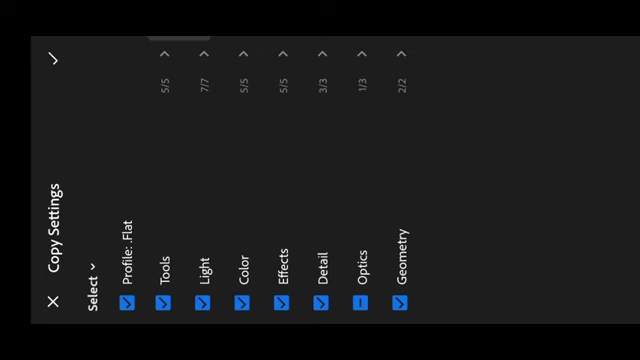 Copy Settings
Select
Profile: .Flat
Tools 5/5
Light 7/7
Color 5/5
Effects 5/5
Detail 3/3
Optics 1/3
Geometry 2/2